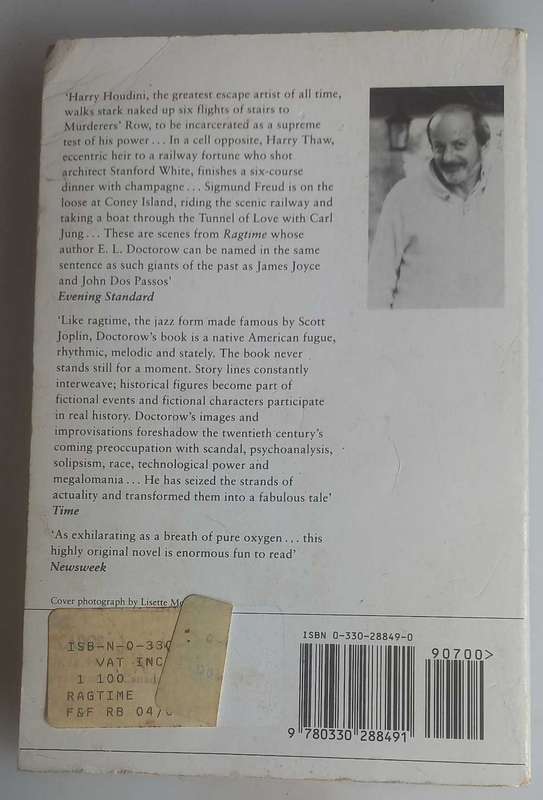 ‘Harry Houdini, the greatest escape artist of all time,
walks stark naked up six flights of stairs to
Murderers’ Row, to be incarcerated as a supreme
test of his power . . . In a cell opposite, Harry Thaw,
eccentric heir to a railway fortune who shot
architect Stanford White, finishes a six-course
dinner with champagne . . . Sigmund Freud is on the
loose at Coney Island, riding the scenic railway and
taking a boat through the Tunnel of Love with Carl
Jung . . . These are scenes from Ragtime whose
author E. L. Doctorow can be named in the same
sentence as such giants of the past as James Joyce
and John Dos Passos’
Evening Standard
‘Like ragtime, the jazz form made famous by Scott
Joplin, Doctorow’s book is a native American fugue,
rhythmic, melodic and stately. The book never
stands still for a moment. Story lines constantly
interweave; historical figures become part of
fictional events and fictional characters participate
in real history. Doctorow’s images and
improvisations foreshadow the twentieth century’s
coming preoccupation with scandal, psychoanalysis,
solipsism, race, technological power and
megalomania . . . He has seized the strands of
actuality and transformed them into a fabulous tale’
Time
‘As exhilarating as a breath of pure oxygen . . . this
highly original novel is enormous fun to read’
Newsweek
Cover photograph by Lisette
ISB-N-0-330
VAT INC
1 100
RAGTIME
F&F RB 04/
ISBN 0-330-28849-0
90700>
9 780330 288491